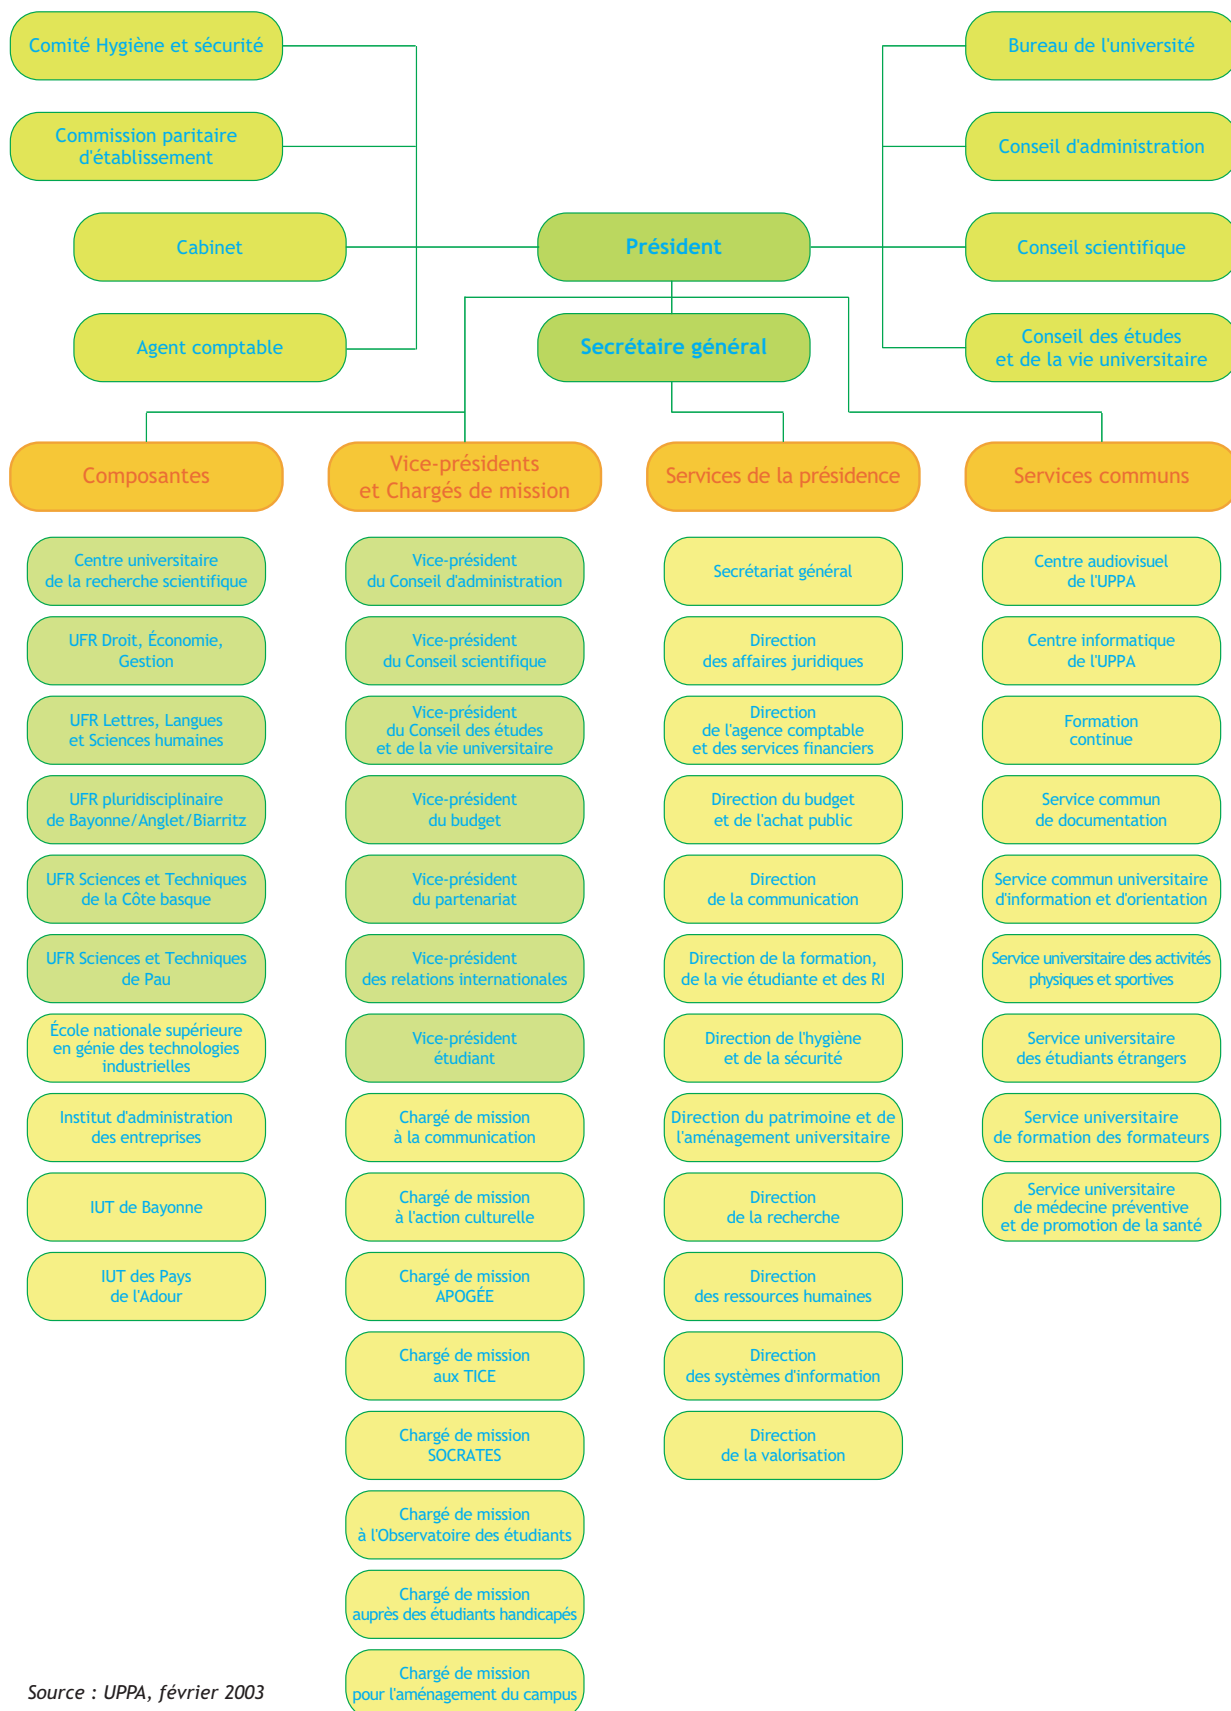 Comité Hygiène et sécurité
Commission paritaire
d'établissement
Cabinet
Agent comptable
Président
Secrétaire général
Bureau de l'université
Conseil d'administration
Conseil scientifique
Conseil des études
et de la vie universitaire
Composantes
Centre universitaire
de la recherche scientifique
UFR Droit, Économie,
Gestion
UFR Lettres, Langues
et Sciences humaines
UFR pluridisciplinaire
de Bayonne/Anglet/Biarritz
UFR Sciences et Techniques
de la Côte basque
UFR Sciences et Techniques
de Pau
École nationale supérieure
en génie des technologies
industrielles
Institut d'administration
des entreprises
IUT de Bayonne
IUT des Pays
de l'Adour
Vice-présidents
et Chargés de mission
Vice-président
du Conseil d'administration
Vice-président
du Conseil scientifique
Vice-président
du Conseil des études
et de la vie universitaire
Vice-président
du budget
Vice-président
du partenariat
Vice-président
des relations internationales
Vice-président
étudiant
Chargé de mission
à la communication
Chargé de mission
à l'action culturelle
Chargé de mission
APOGÉE
Chargé de mission
aux TICE
Chargé de mission
SOCRATES
Chargé de mission
à l'Observatoire des étudiants
Chargé de mission
auprès des étudiants handicapés
Chargé de mission
pour l'aménagement du campus
Services de la présidence
Secrétariat général
Direction
des affaires juridiques
Direction
de l'agence comptable
et des services financiers
Direction du budget
et de l'achat public
Direction
de la communication
Direction de la formation,
de la vie étudiante et des RI
Direction de l'hygiène
et de la sécurité
Direction du patrimoine et de
l'aménagement universitaire
Direction
de la recherche
Direction
des ressources humaines
Direction
des systèmes d'information
Direction
de la valorisation
Services communs
Centre audiovisuel
de l'UPPA
Centre informatique
de l'UPPA
Formation
continue
Service commun
de documentation
Service commun universitaire
d'information et d'orientation
Service universitaire des activités
physiques et sportives
Service universitaire
des étudiants étrangers
Service universitaire
de formation des formateurs
Service universitaire
de médecine préventive
et de promotion de la santé
Source : UPPA, février 2003